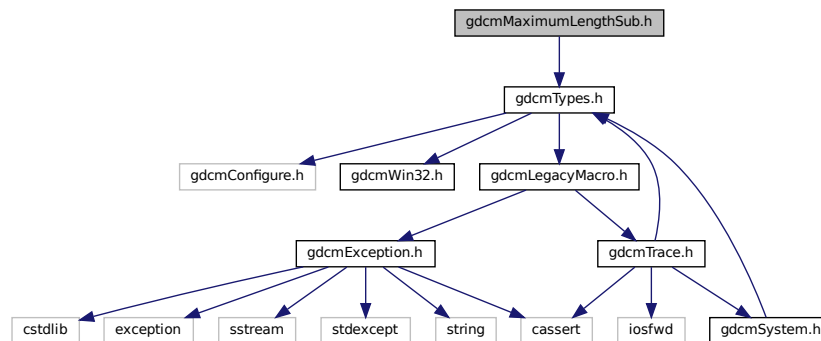 gdcmMaximumLengthSub.h
gdcmTypes.h
gdcmConfigure.h
gdcmWin32.h
gdcmLegacyMacro.h
gdcmException.h
gdcmTrace.h
cstdlib
exception
sstream
stdexcept
string
cassert
iosfwd
gdcmSystem.h